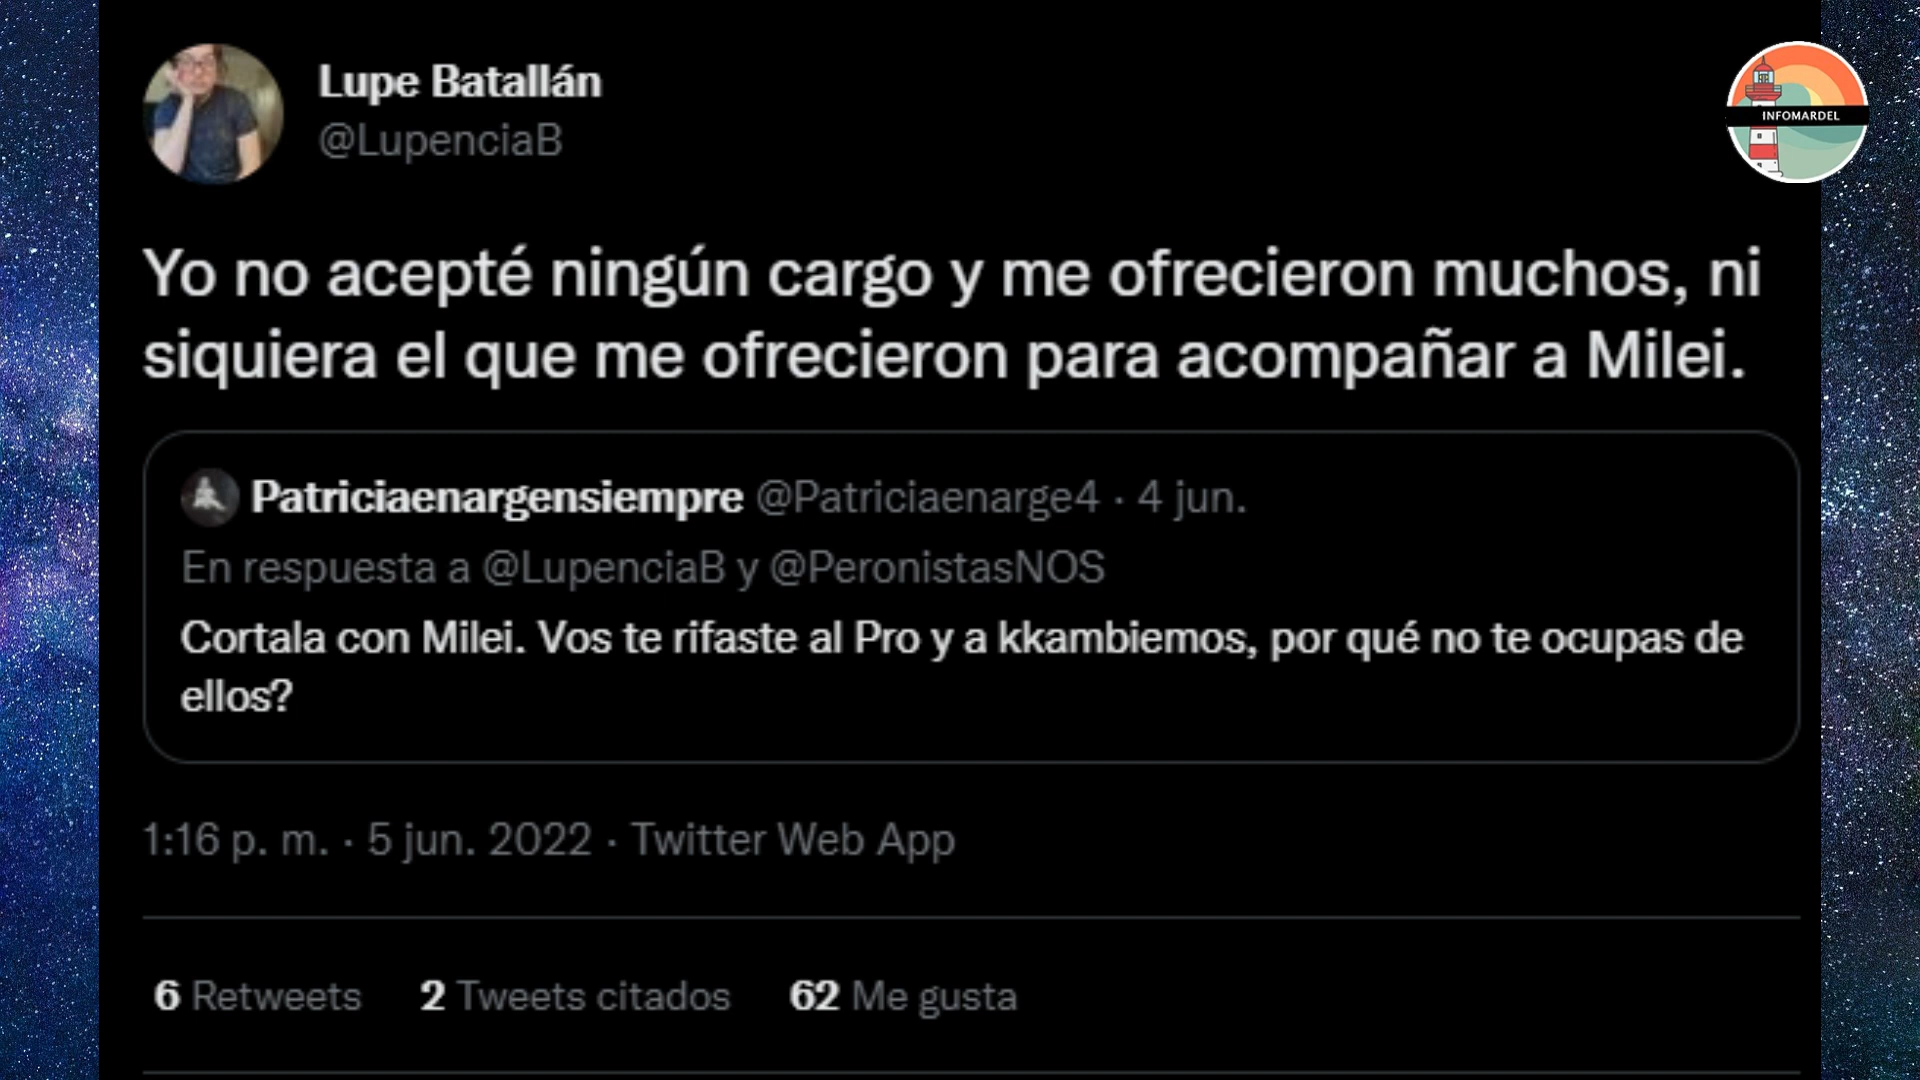 Lupe Batallán
@LupenciaB
INFOMARDEL
Yo no acepté ningún cargo y me ofrecieron muchos, ni
siquiera el que me ofrecieron para acompañar a Milei.
Patriciaenargensiempre @Patriciaenarge4 · 4 jun.
En respuesta a @LupenciaB y @PeronistasNOS
Cortala con Milei. Vos te rifaste al Pro y a kkambiemos, por qué no te ocupas de
ellos?
1:16 p. m. · 5 jun. 2022 · Twitter Web App
6 Retweets 2 Tweets citados 62 Me gusta